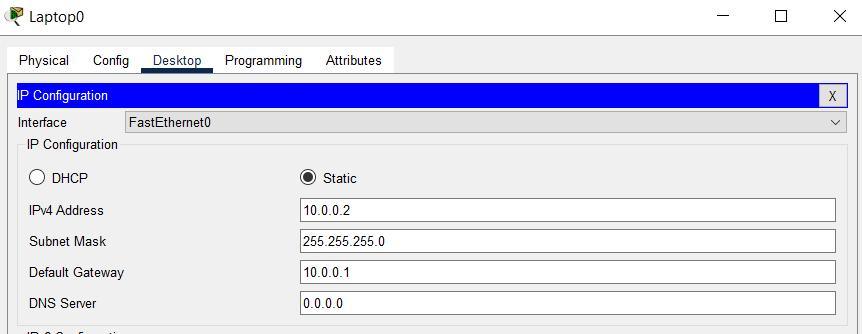 Laptop0
Physical Config Desktop Programming Attributes
IP Configuration X
Interface FastEthernet0
IP Configuration
DHCP Static
IPv4 Address 10.0.0.2
Subnet Mask 255.255.255.0
Default Gateway 10.0.0.1
DNS Server 0.0.0.0